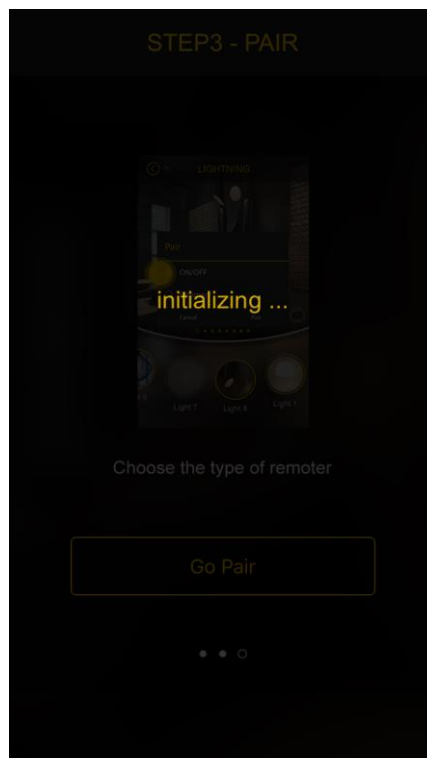 STEP3 - PAIR
LIGHTNING
Pair
ON/OFF
initializing ...
Cancel
Light 7
Light 8
Light 1
Choose the type of remoter
Go Pair